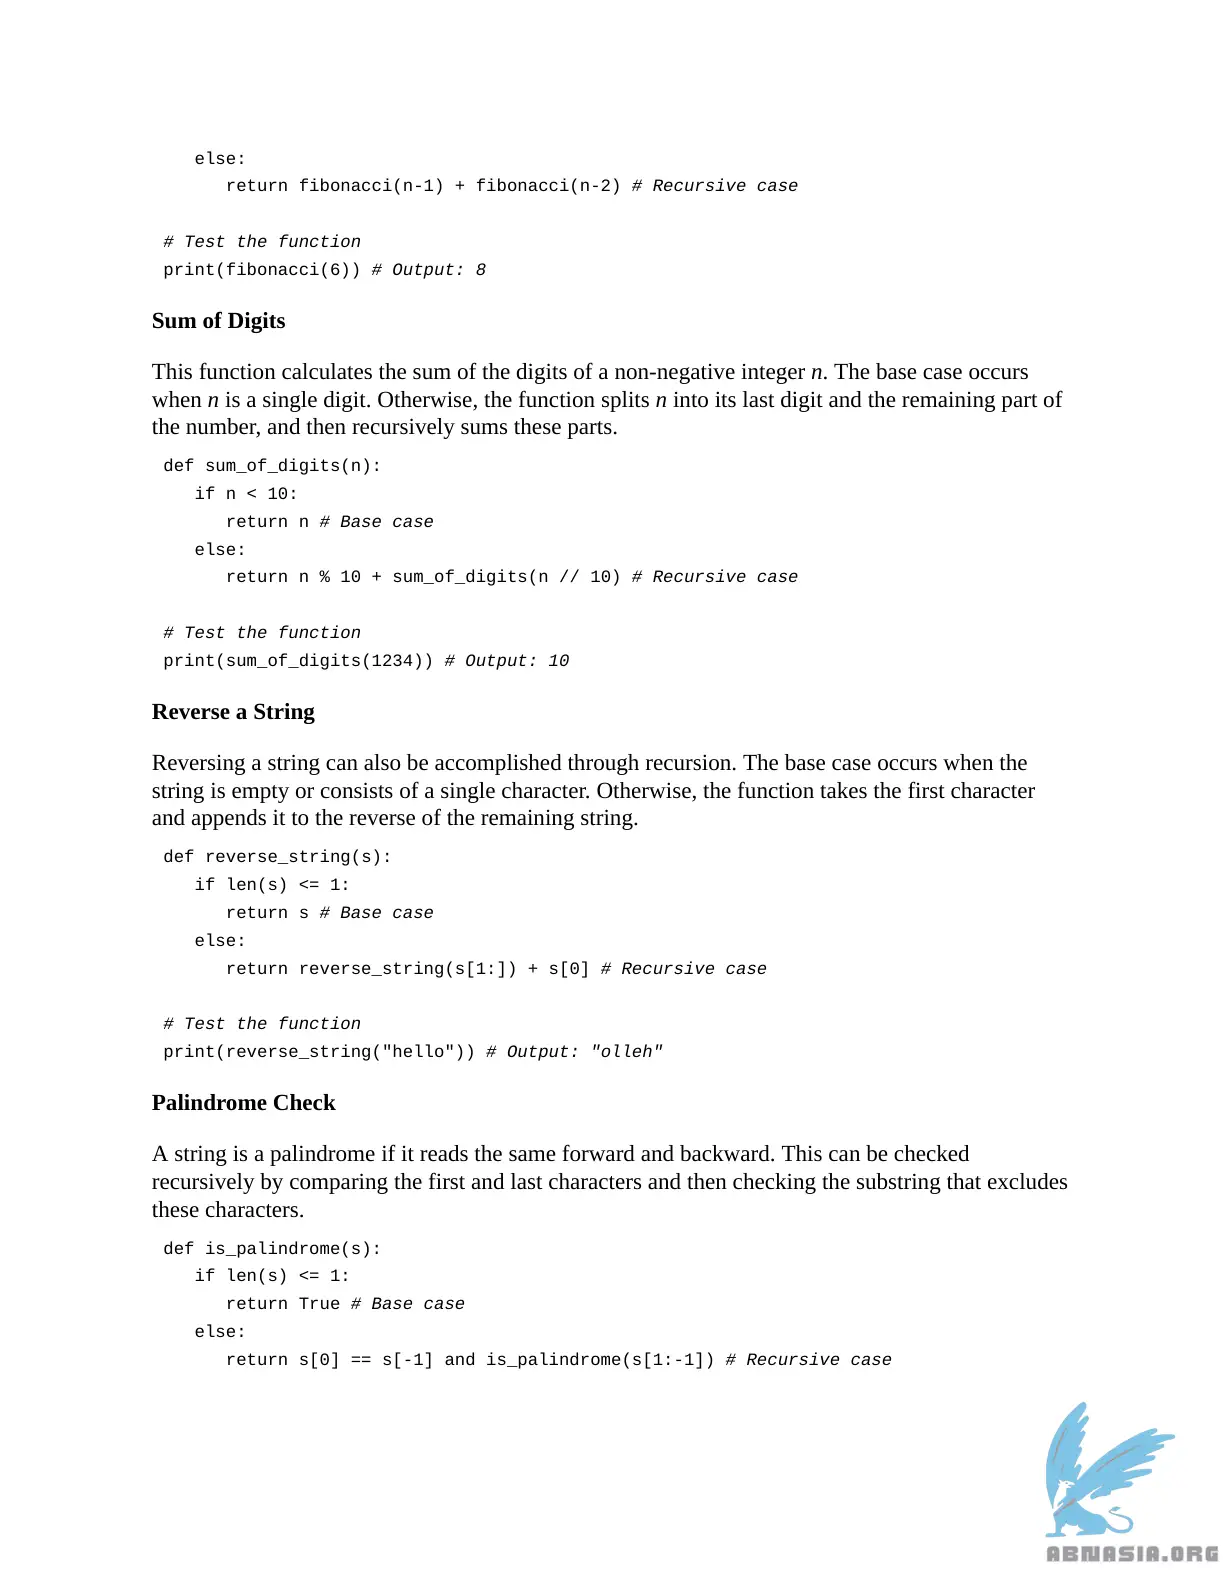 else:
return fibonacci(n-1) + fibonacci(n-2) # Recursive case
# Test the function
print(fibonacci(6)) # Output: 8
Sum of Digits
This function calculates the sum of the digits of a non-negative integer n. The base case occurs
when n is a single digit. Otherwise, the function splits n into its last digit and the remaining part of
the number, and then recursively sums these parts.
def sum_of_digits(n):
if n < 10:
return n # Base case
else:
return n % 10 + sum_of_digits(n // 10) # Recursive case
# Test the function
print(sum_of_digits(1234)) # Output: 10
Reverse a String
Reversing a string can also be accomplished through recursion. The base case occurs when the
string is empty or consists of a single character. Otherwise, the function takes the first character
and appends it to the reverse of the remaining string.
def reverse_string(s):
if len(s) <= 1:
return s # Base case
else:
return reverse_string(s[1:]) + s[0] # Recursive case
# Test the function
print(reverse_string("hello")) # Output: "olleh"
Palindrome Check
A string is a palindrome if it reads the same forward and backward. This can be checked
recursively by comparing the first and last characters and then checking the substring that excludes
these characters.
def is_palindrome(s):
if len(s) <= 1:
return True # Base case
else:
return s[0] == s[-1] and is_palindrome(s[1:-1]) # Recursive case
ABNASIA.ORG